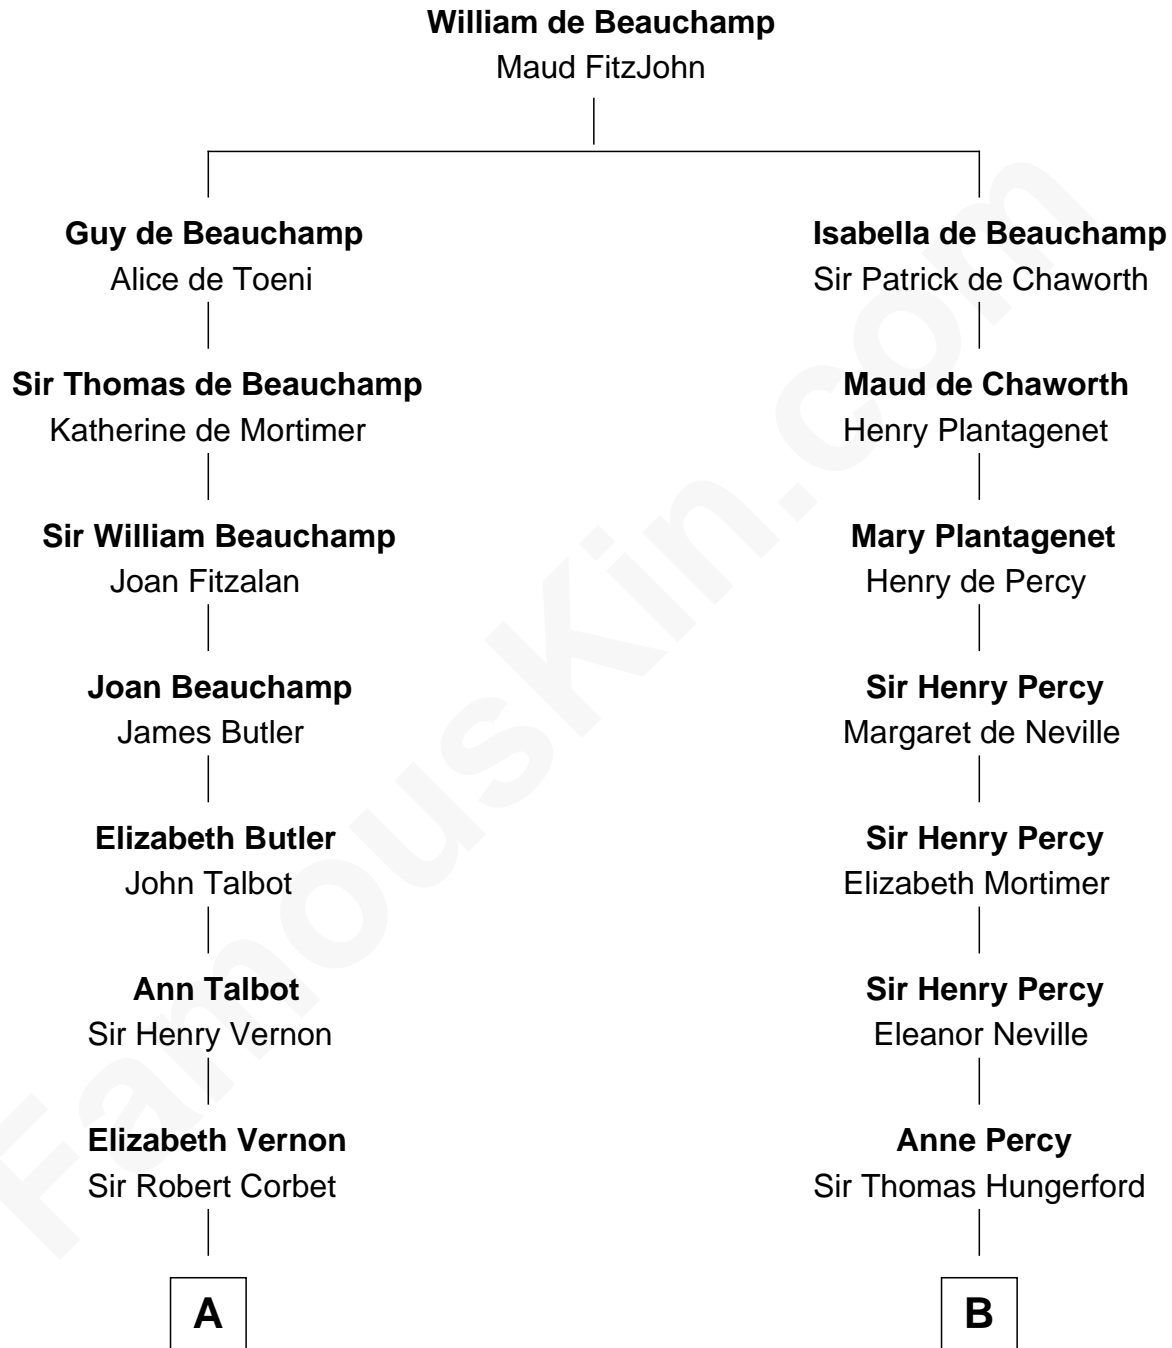 William de Beauchamp
Maud FitzJohn
Guy de Beauchamp
Alice de Toeni
Isabella de Beauchamp
Sir Patrick de Chaworth
Sir Thomas de Beauchamp
Katherine de Mortimer
Maud de Chaworth
Henry Plantagenet
Sir William Beauchamp
Joan Fitzalan
Mary Plantagenet
Henry de Percy
Joan Beauchamp
James Butler
Sir Henry Percy
Margaret de Neville
Elizabeth Butler
John Talbot
Sir Henry Percy
Elizabeth Mortimer
Ann Talbot
Sir Henry Vernon
Sir Henry Percy
Eleanor Neville
Elizabeth Vernon
Sir Robert Corbet
Anne Percy
Sir Thomas Hungerford
A
B
FamousKin.com